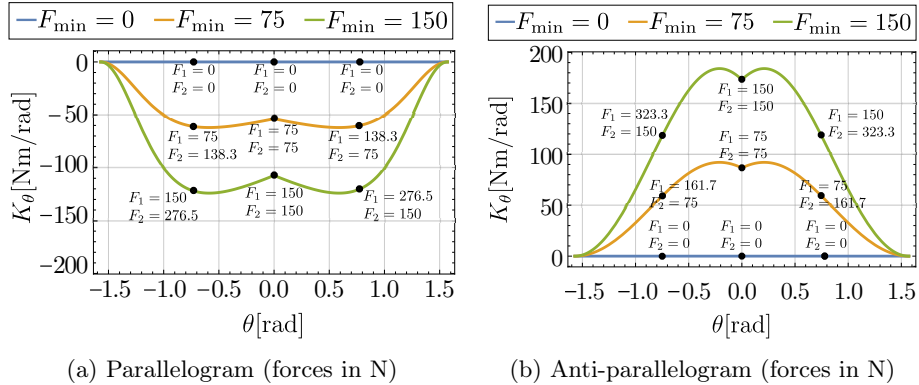 F_min = 0 F_min = 75 F_min = 150
0
−50
−100
−150
−200
K_θ[Nm/rad]
F_1 = 0
F_2 = 0
F_1 = 0
F_2 = 0
F_1 = 0
F_2 = 0
F_1 = 75
F_2 = 138.3
F_1 = 75
F_2 = 75
F_1 = 138.3
F_2 = 75
F_1 = 150
F_2 = 276.5
F_1 = 150
F_2 = 150
F_1 = 276.5
F_2 = 150
−1.5 −1.0 −0.5 0.0 0.5 1.0 1.5
θ[rad]
(a) Parallelogram (forces in N)
F_min = 0 F_min = 75 F_min = 150
200
150
100
50
0
K_θ[Nm/rad]
F_1 = 323.3
F_2 = 150
F_1 = 150
F_2 = 150
F_1 = 150
F_2 = 323.3
F_1 = 161.7
F_2 = 75
F_1 = 75
F_2 = 75
F_1 = 75
F_2 = 161.7
F_1 = 0
F_2 = 0
F_1 = 0
F_2 = 0
F_1 = 0
F_2 = 0
−1.5 −1.0 −0.5 0.0 0.5 1.0 1.5
θ[rad]
(b) Anti-parallelogram (forces in N)